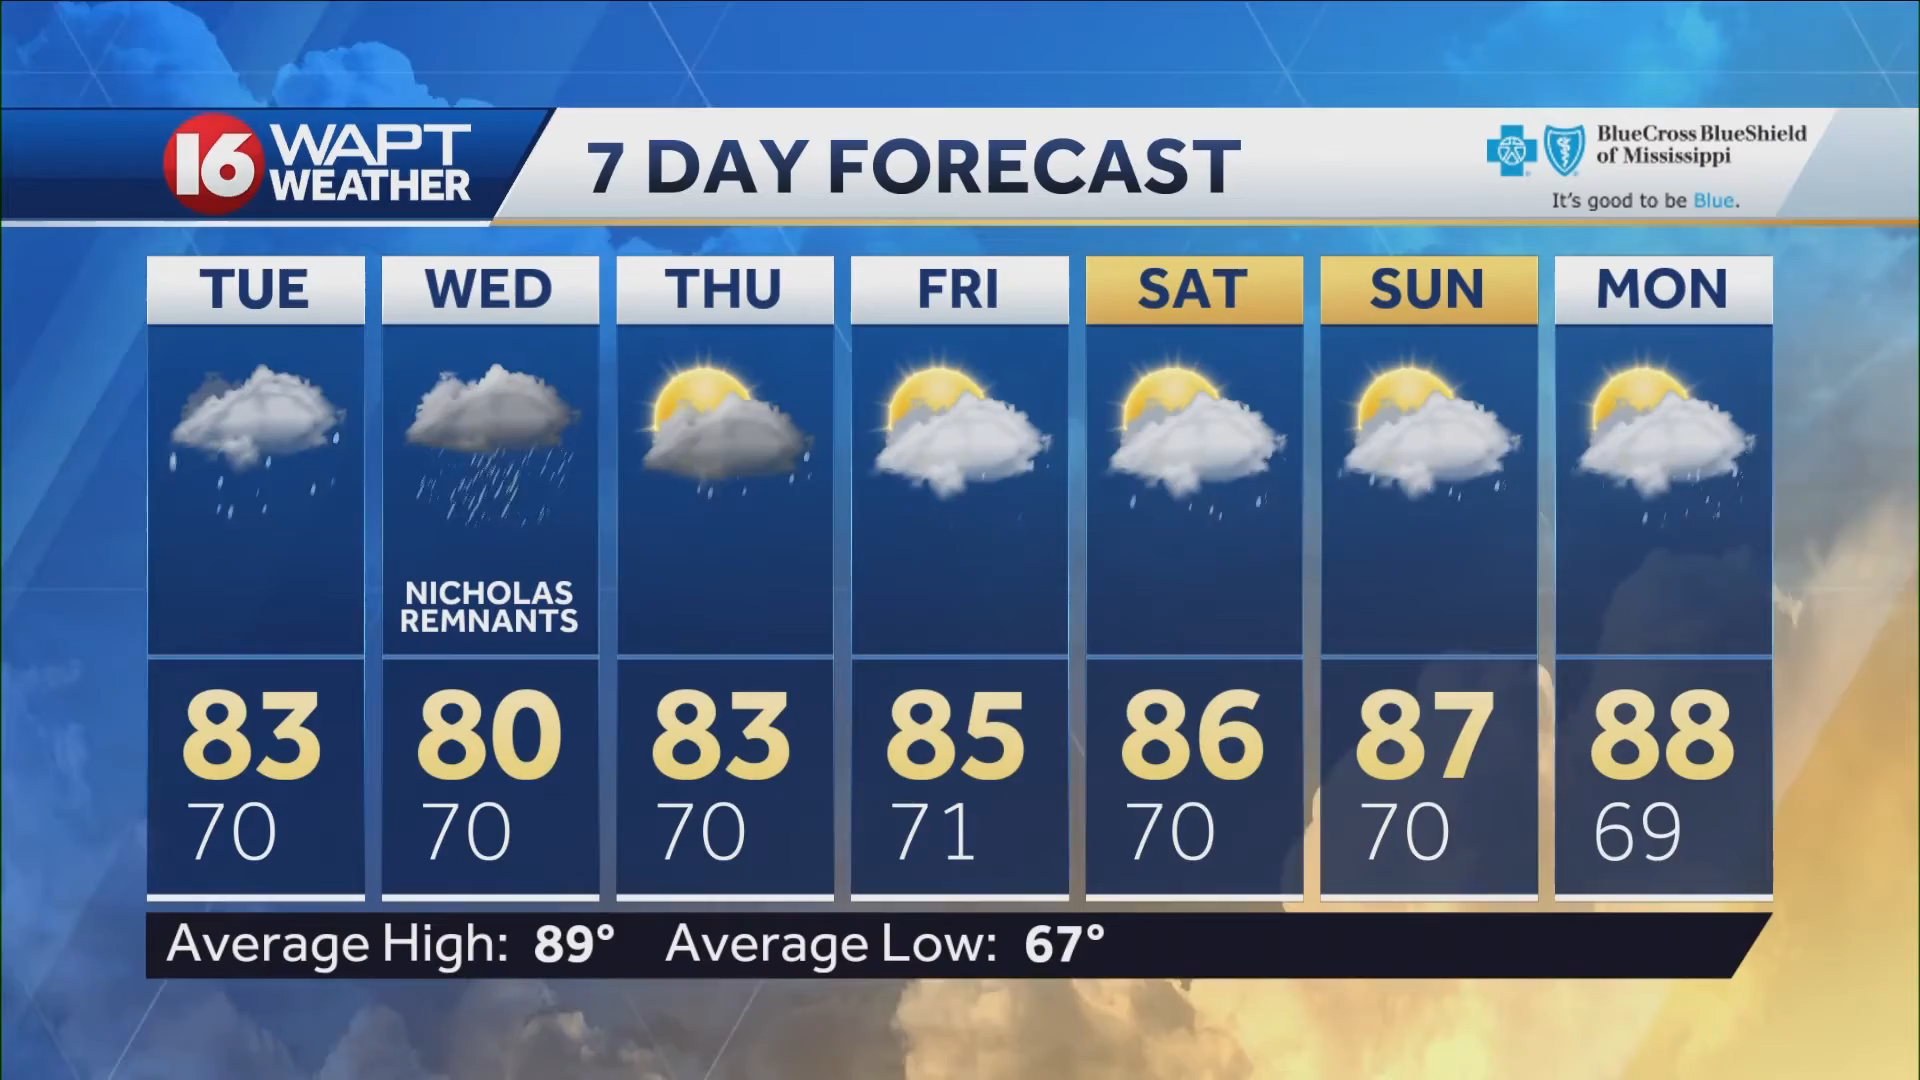 16 WAPT
WEATHER
7 DAY FORECAST
BlueCross BlueShield
of Mississippi
It's good to be Blue.
TUE WED THU FRI SAT SUN MON
NICHOLAS
REMNANTS
83 80 83 85 86 87 88
70 70 70 71 70 70 69
Average High: 89° Average Low: 67°